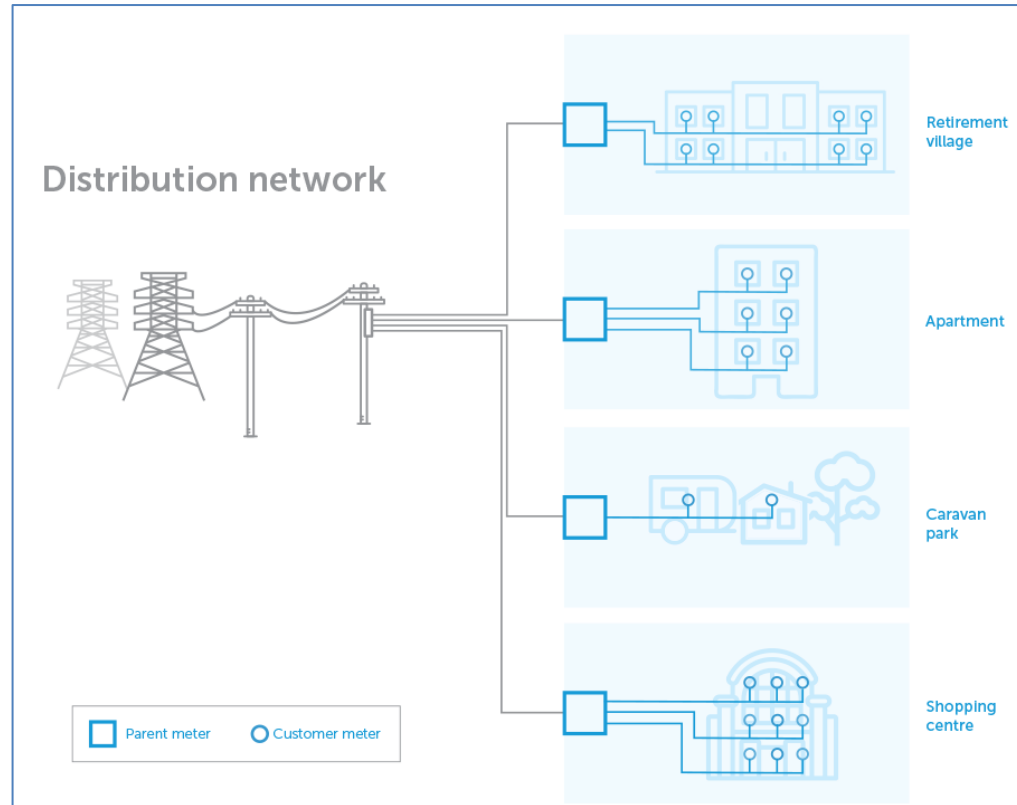 Distribution network
Retirement
village
Apartment
Caravan
park
Shopping
centre
Parent meter
Customer meter